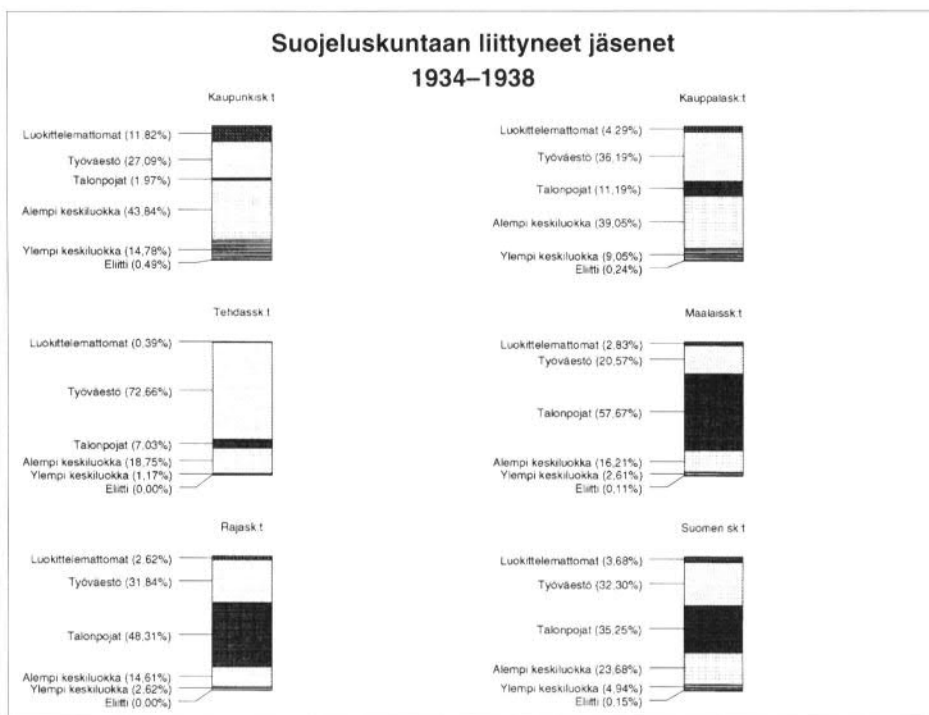 Suojeluskuntaan liittyneet jäsenet
1934–1938
Kaupunkisk:t
Luokittelemattomat (11,82%)
Työväestö (27,09%)
Talonpojat (1,97%)
Alempi keskiluokka (43,84%)
Ylempi keskiluokka (14,78%)
Eliitti (0,49%)
Kauppalask:t
Luokittelemattomat (4,29%)
Työväestö (36,19%)
Talonpojat (11,19%)
Alempi keskiluokka (39,05%)
Ylempi keskiluokka (9,05%)
Eliitti (0,24%)
Tehdassk:t
Luokittelemattomat (0,39%)
Työväestö (72,66%)
Talonpojat (7,03%)
Alempi keskiluokka (18,75%)
Ylempi keskiluokka (1,17%)
Eliitti (0,00%)
Maalaissk:t
Luokittelemattomat (2,83%)
Työväestö (20,57%)
Talonpojat (57,67%)
Alempi keskiluokka (16,21%)
Ylempi keskiluokka (2,61%)
Eliitti (0,11%)
Rajask:t
Luokittelemattomat (2,62%)
Työväestö (31,84%)
Talonpojat (48,31%)
Alempi keskiluokka (14,61%)
Ylempi keskiluokka (2,62%)
Eliitti (0,00%)
Suomen sk:t
Luokittelemattomat (3,68%)
Työväestö (32,30%)
Talonpojat (35,25%)
Alempi keskiluokka (23,68%)
Ylempi keskiluokka (4,94%)
Eliitti (0,15%)